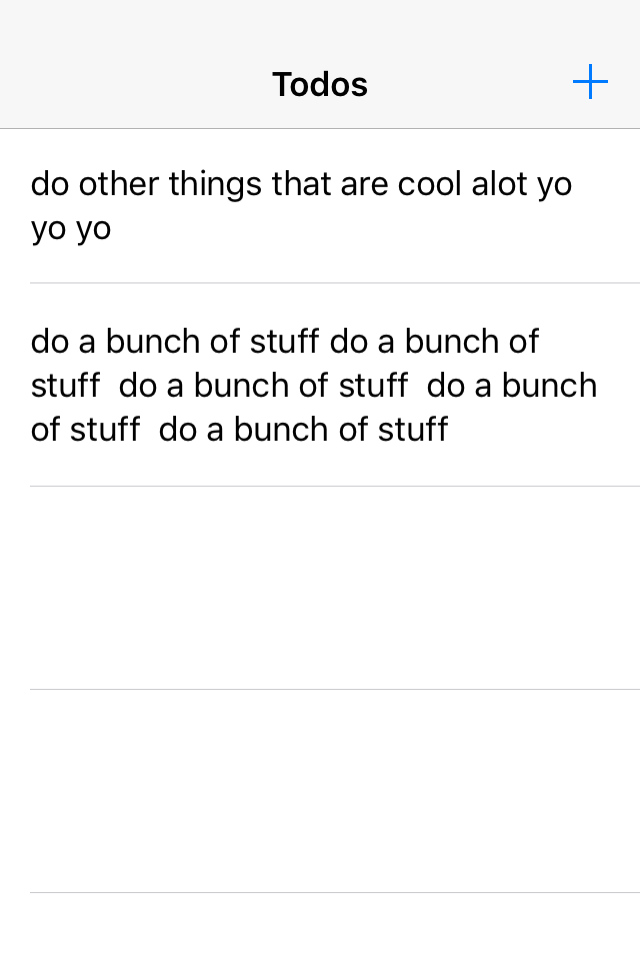 Todos
do other things that are cool alot yo
yo yo
do a bunch of stuff do a bunch of
stuff  do a bunch of stuff  do a bunch
of stuff  do a bunch of stuff